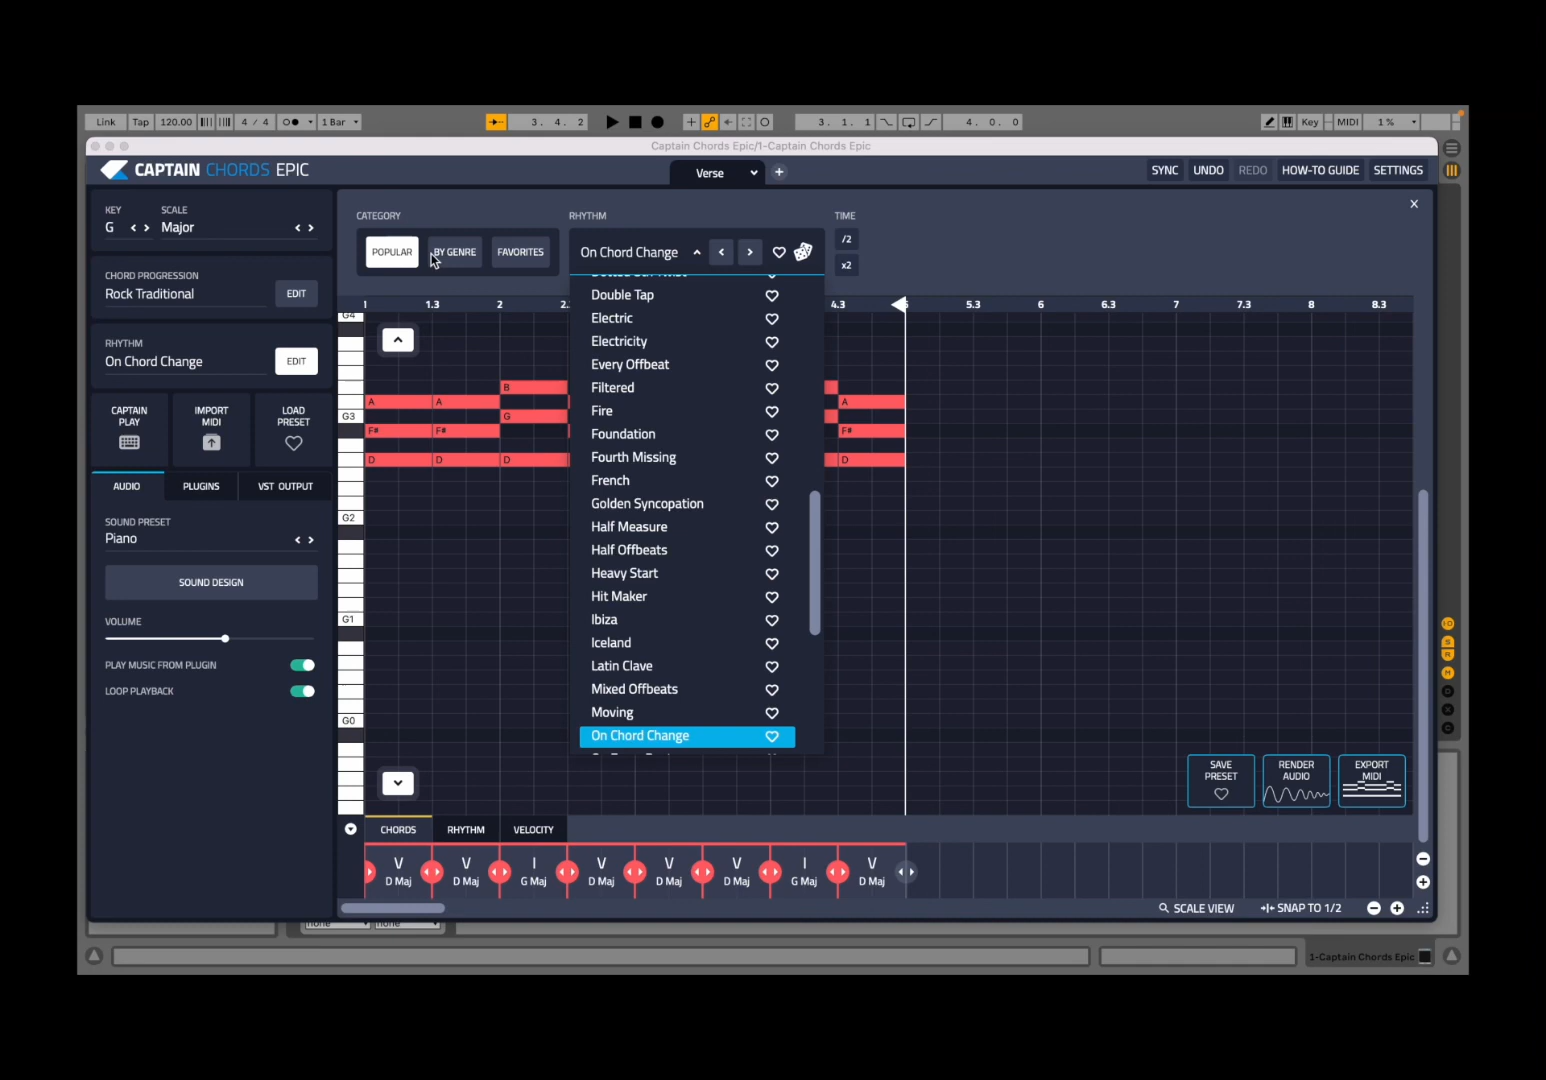 Link Tap 120.00 4 / 4 1 Bar 3. 4. 2 3. 1. 1 4. 0. 0 Key MIDI 1 %
Captain Chords Epic/1-Captain Chords Epic
CAPTAIN CHORDS EPIC
Verse
SYNC UNDO REDO HOW-TO GUIDE SETTINGS
KEY SCALE
G Major
CATEGORY RHYTHM TIME
POPULAR BY GENRE FAVORITES
On Chord Change
/2
x2
CHORD PROGRESSION
Rock Traditional EDIT
RHYTHM
On Chord Change EDIT
CAPTAIN PLAY
IMPORT MIDI
LOAD PRESET
AUDIO PLUGINS VST OUTPUT
SOUND PRESET
Piano
SOUND DESIGN
VOLUME
PLAY MUSIC FROM PLUGIN
LOOP PLAYBACK
1 1.3 2 4.3 5.3 6 6.3 7 7.3 8 8.3
G4
G3
G2
G1
G0
B
A A A
G
F# F# F#
D D D D
Double Tap
Electric
Electricity
Every Offbeat
Filtered
Fire
Foundation
Fourth Missing
French
Golden Syncopation
Half Measure
Half Offbeats
Heavy Start
Hit Maker
Ibiza
Iceland
Latin Clave
Mixed Offbeats
Moving
On Chord Change
SAVE PRESET
RENDER AUDIO
EXPORT MIDI
CHORDS RHYTHM VELOCITY
V V I V V V I V
D Maj D Maj G Maj D Maj D Maj D Maj G Maj D Maj
SCALE VIEW SNAP TO 1/2
I-O
S
R
M
D
X
C
none none
1-Captain Chords Epic